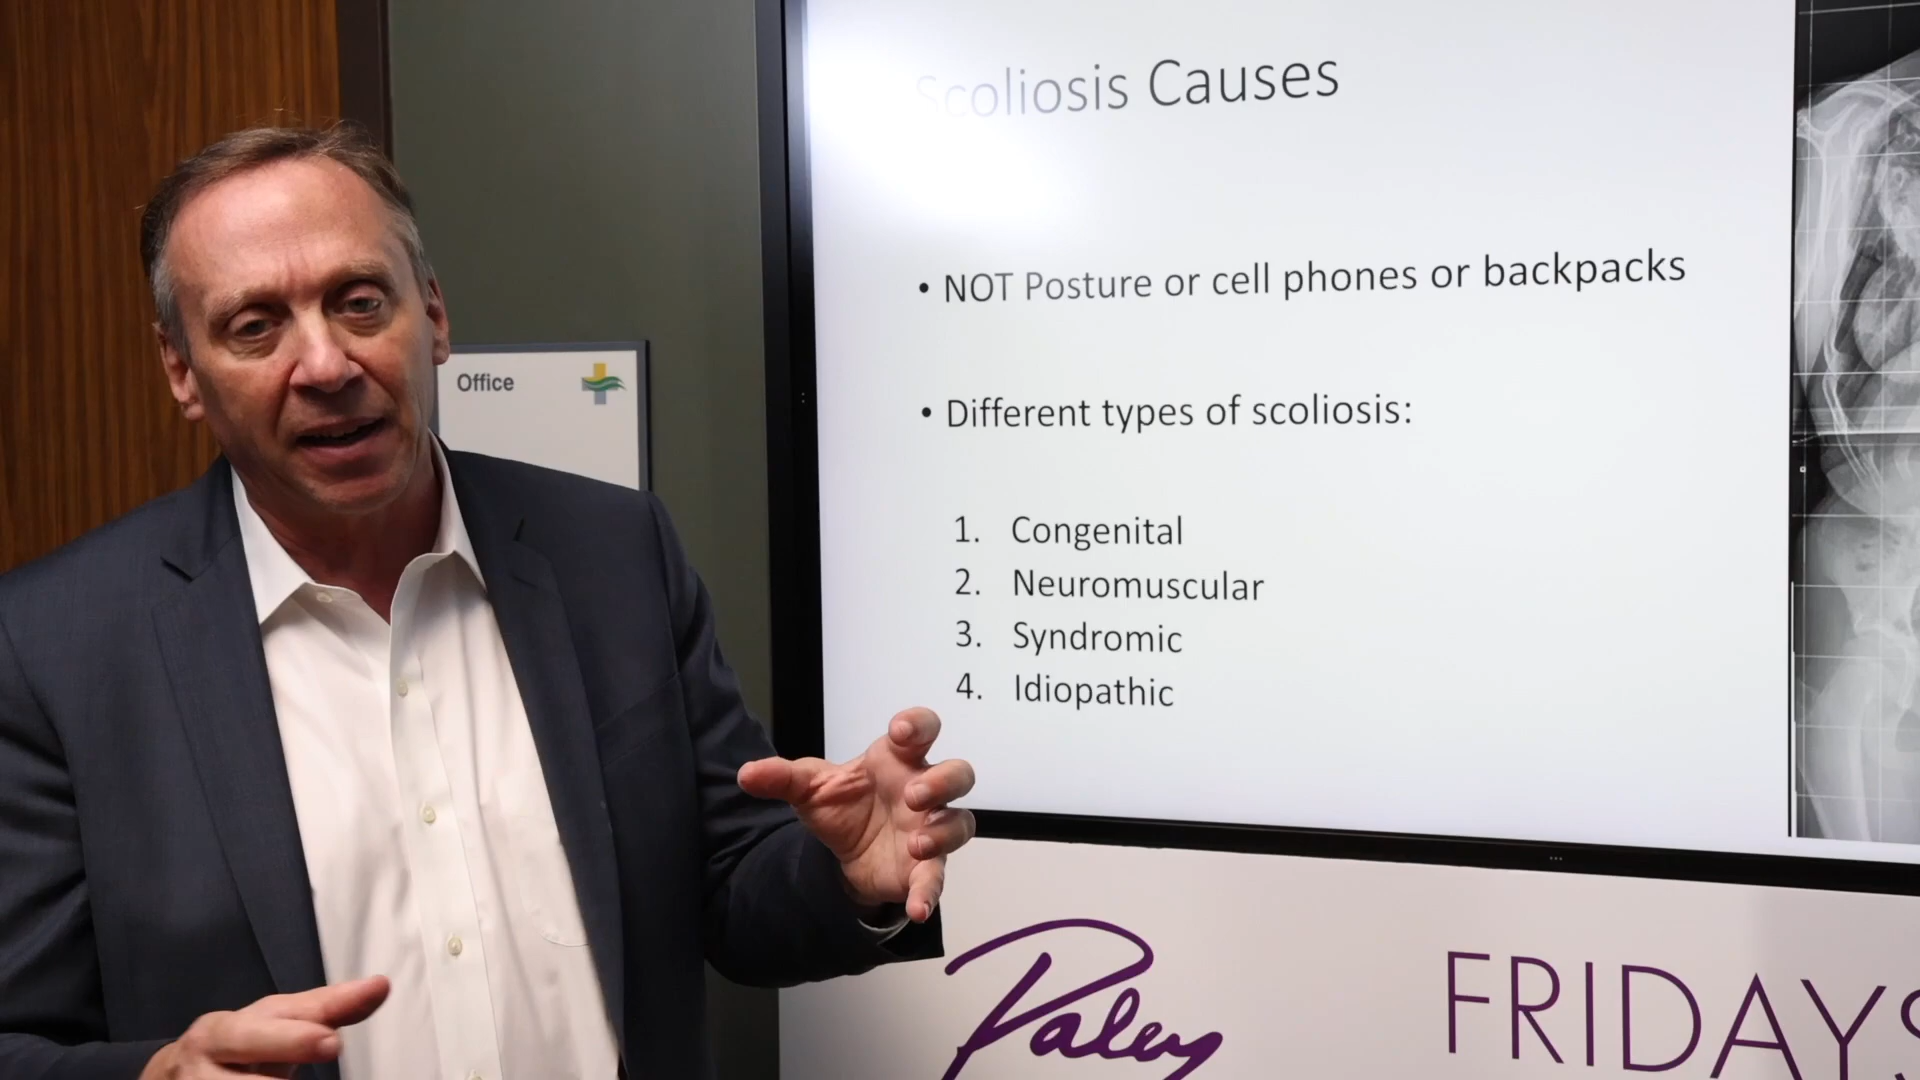 Scoliosis Causes
• NOT Posture or cell phones or backpacks
• Different types of scoliosis:
1. Congenital
2. Neuromuscular
3. Syndromic
4. Idiopathic
Office
Paley
FRIDAYS